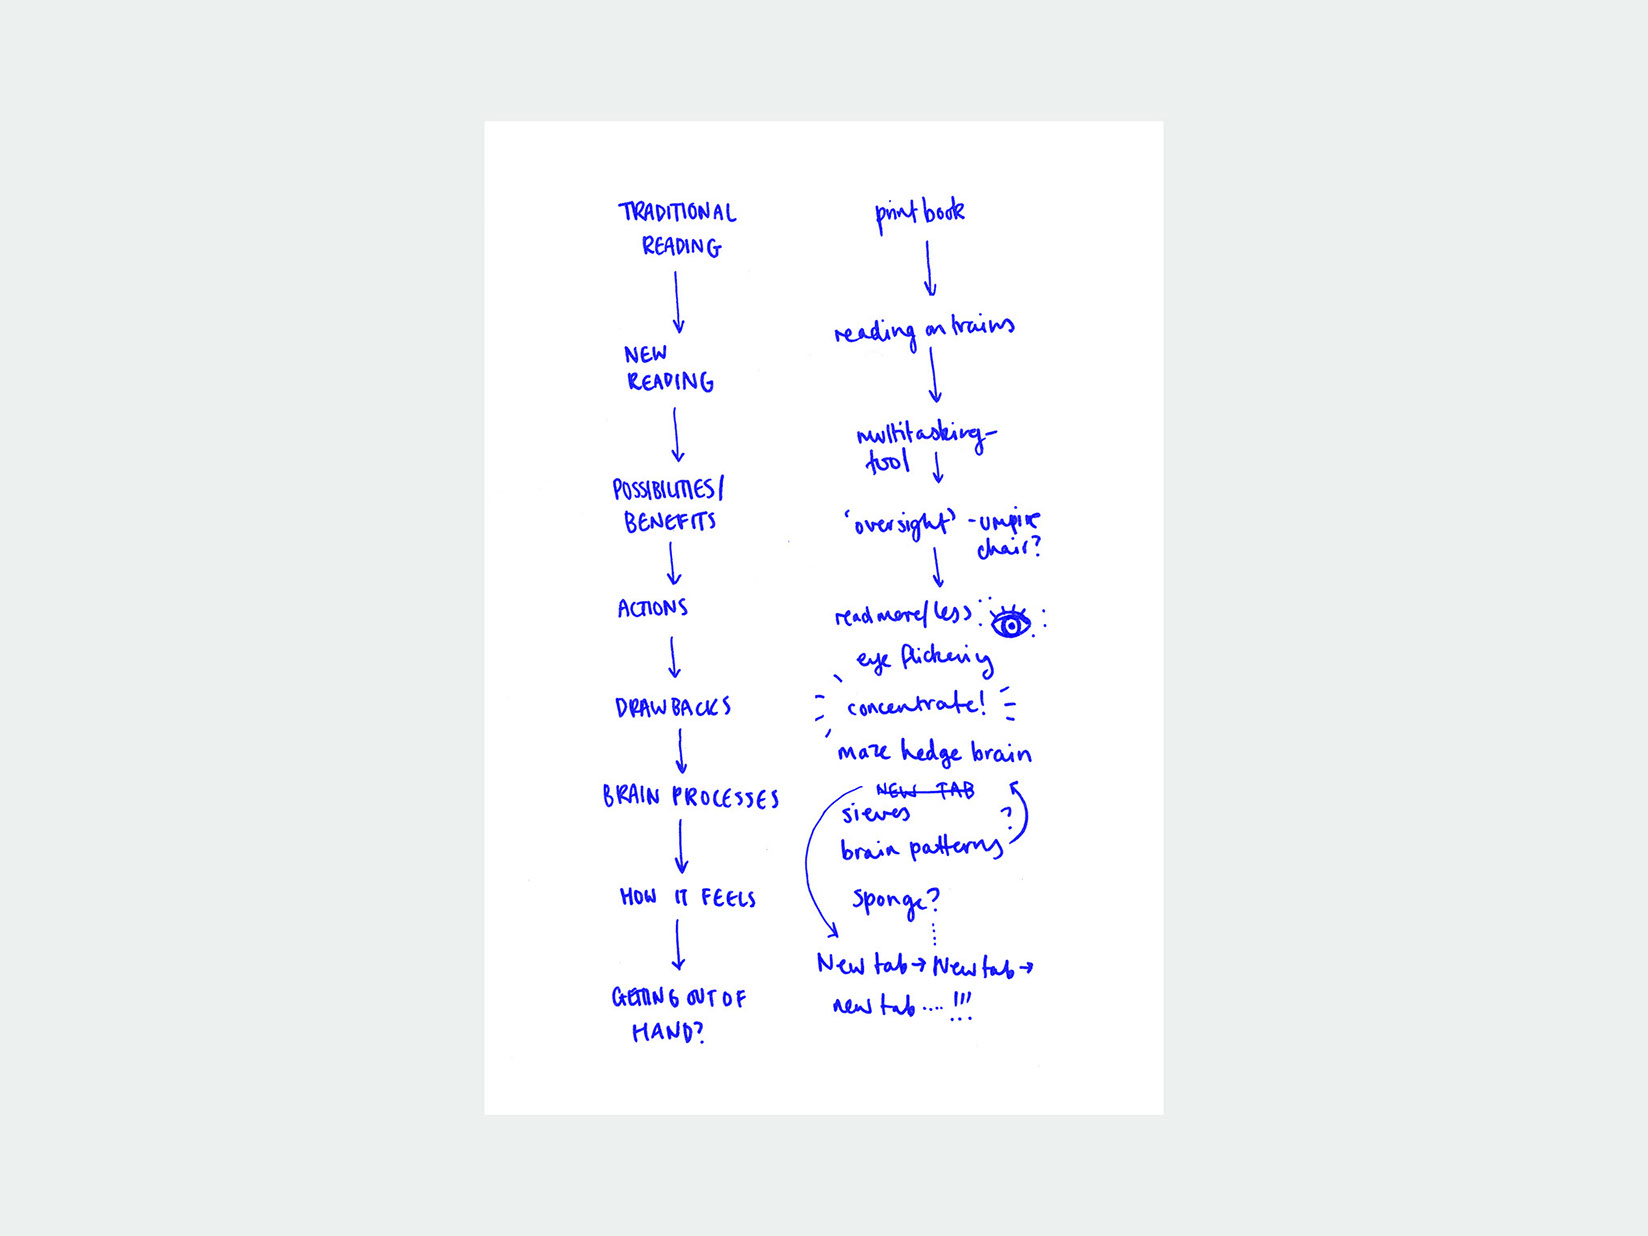 TRADITIONAL
READING
NEW
READING
POSSIBILITIES/
BENEFITS
ACTIONS
DRAWBACKS
BRAIN PROCESSES
HOW IT FEELS
GETTING OUT OF
HAND?
print book
reading on trains
multitasking-
tool
'oversight' - umpire
chair?
read more/less
eye flickering
concentrate!
maze hedge brain
NEW TAB
sieves
?
brain patterns
sponge?
New tab → New tab →
new tab .... !!!